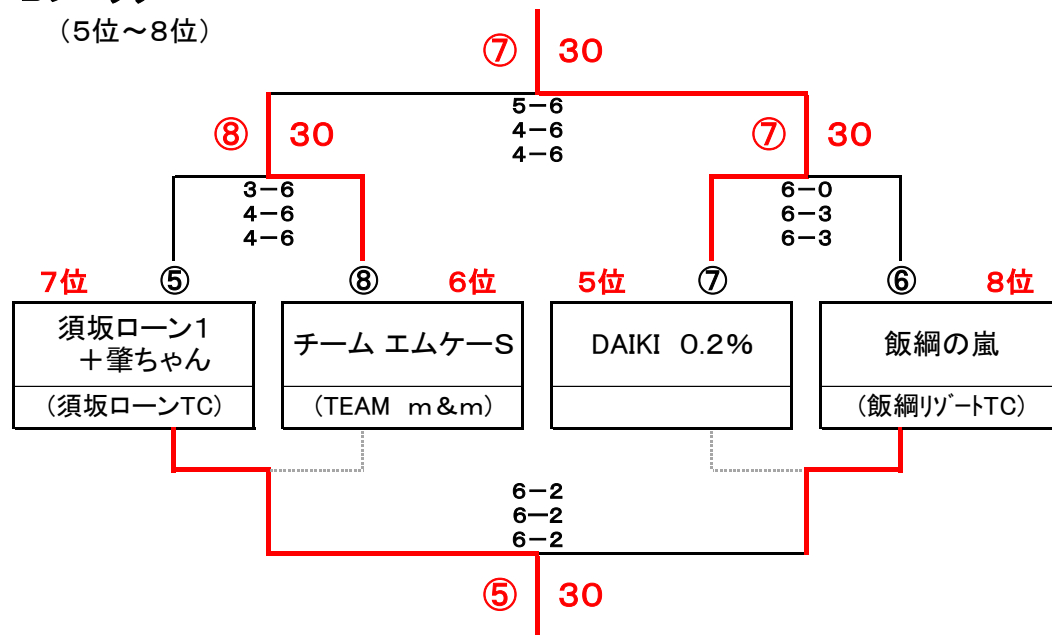 (5位～8位)
⑦ 30
5－6
4－6
4－6
⑧ 30
⑦ 30
3－6
4－6
4－6
6－0
6－3
6－3
7位 ⑤
⑧ 6位
5位 ⑦
⑥ 8位
須坂ローン1
＋肇ちゃん
(須坂ローンTC)
チーム エムケーS
(TEAM m＆m)
DAIKI 0.2%
飯綱の嵐
(飯綱ﾘｿﾞｰﾄTC)
6－2
6－2
6－2
⑤ 30